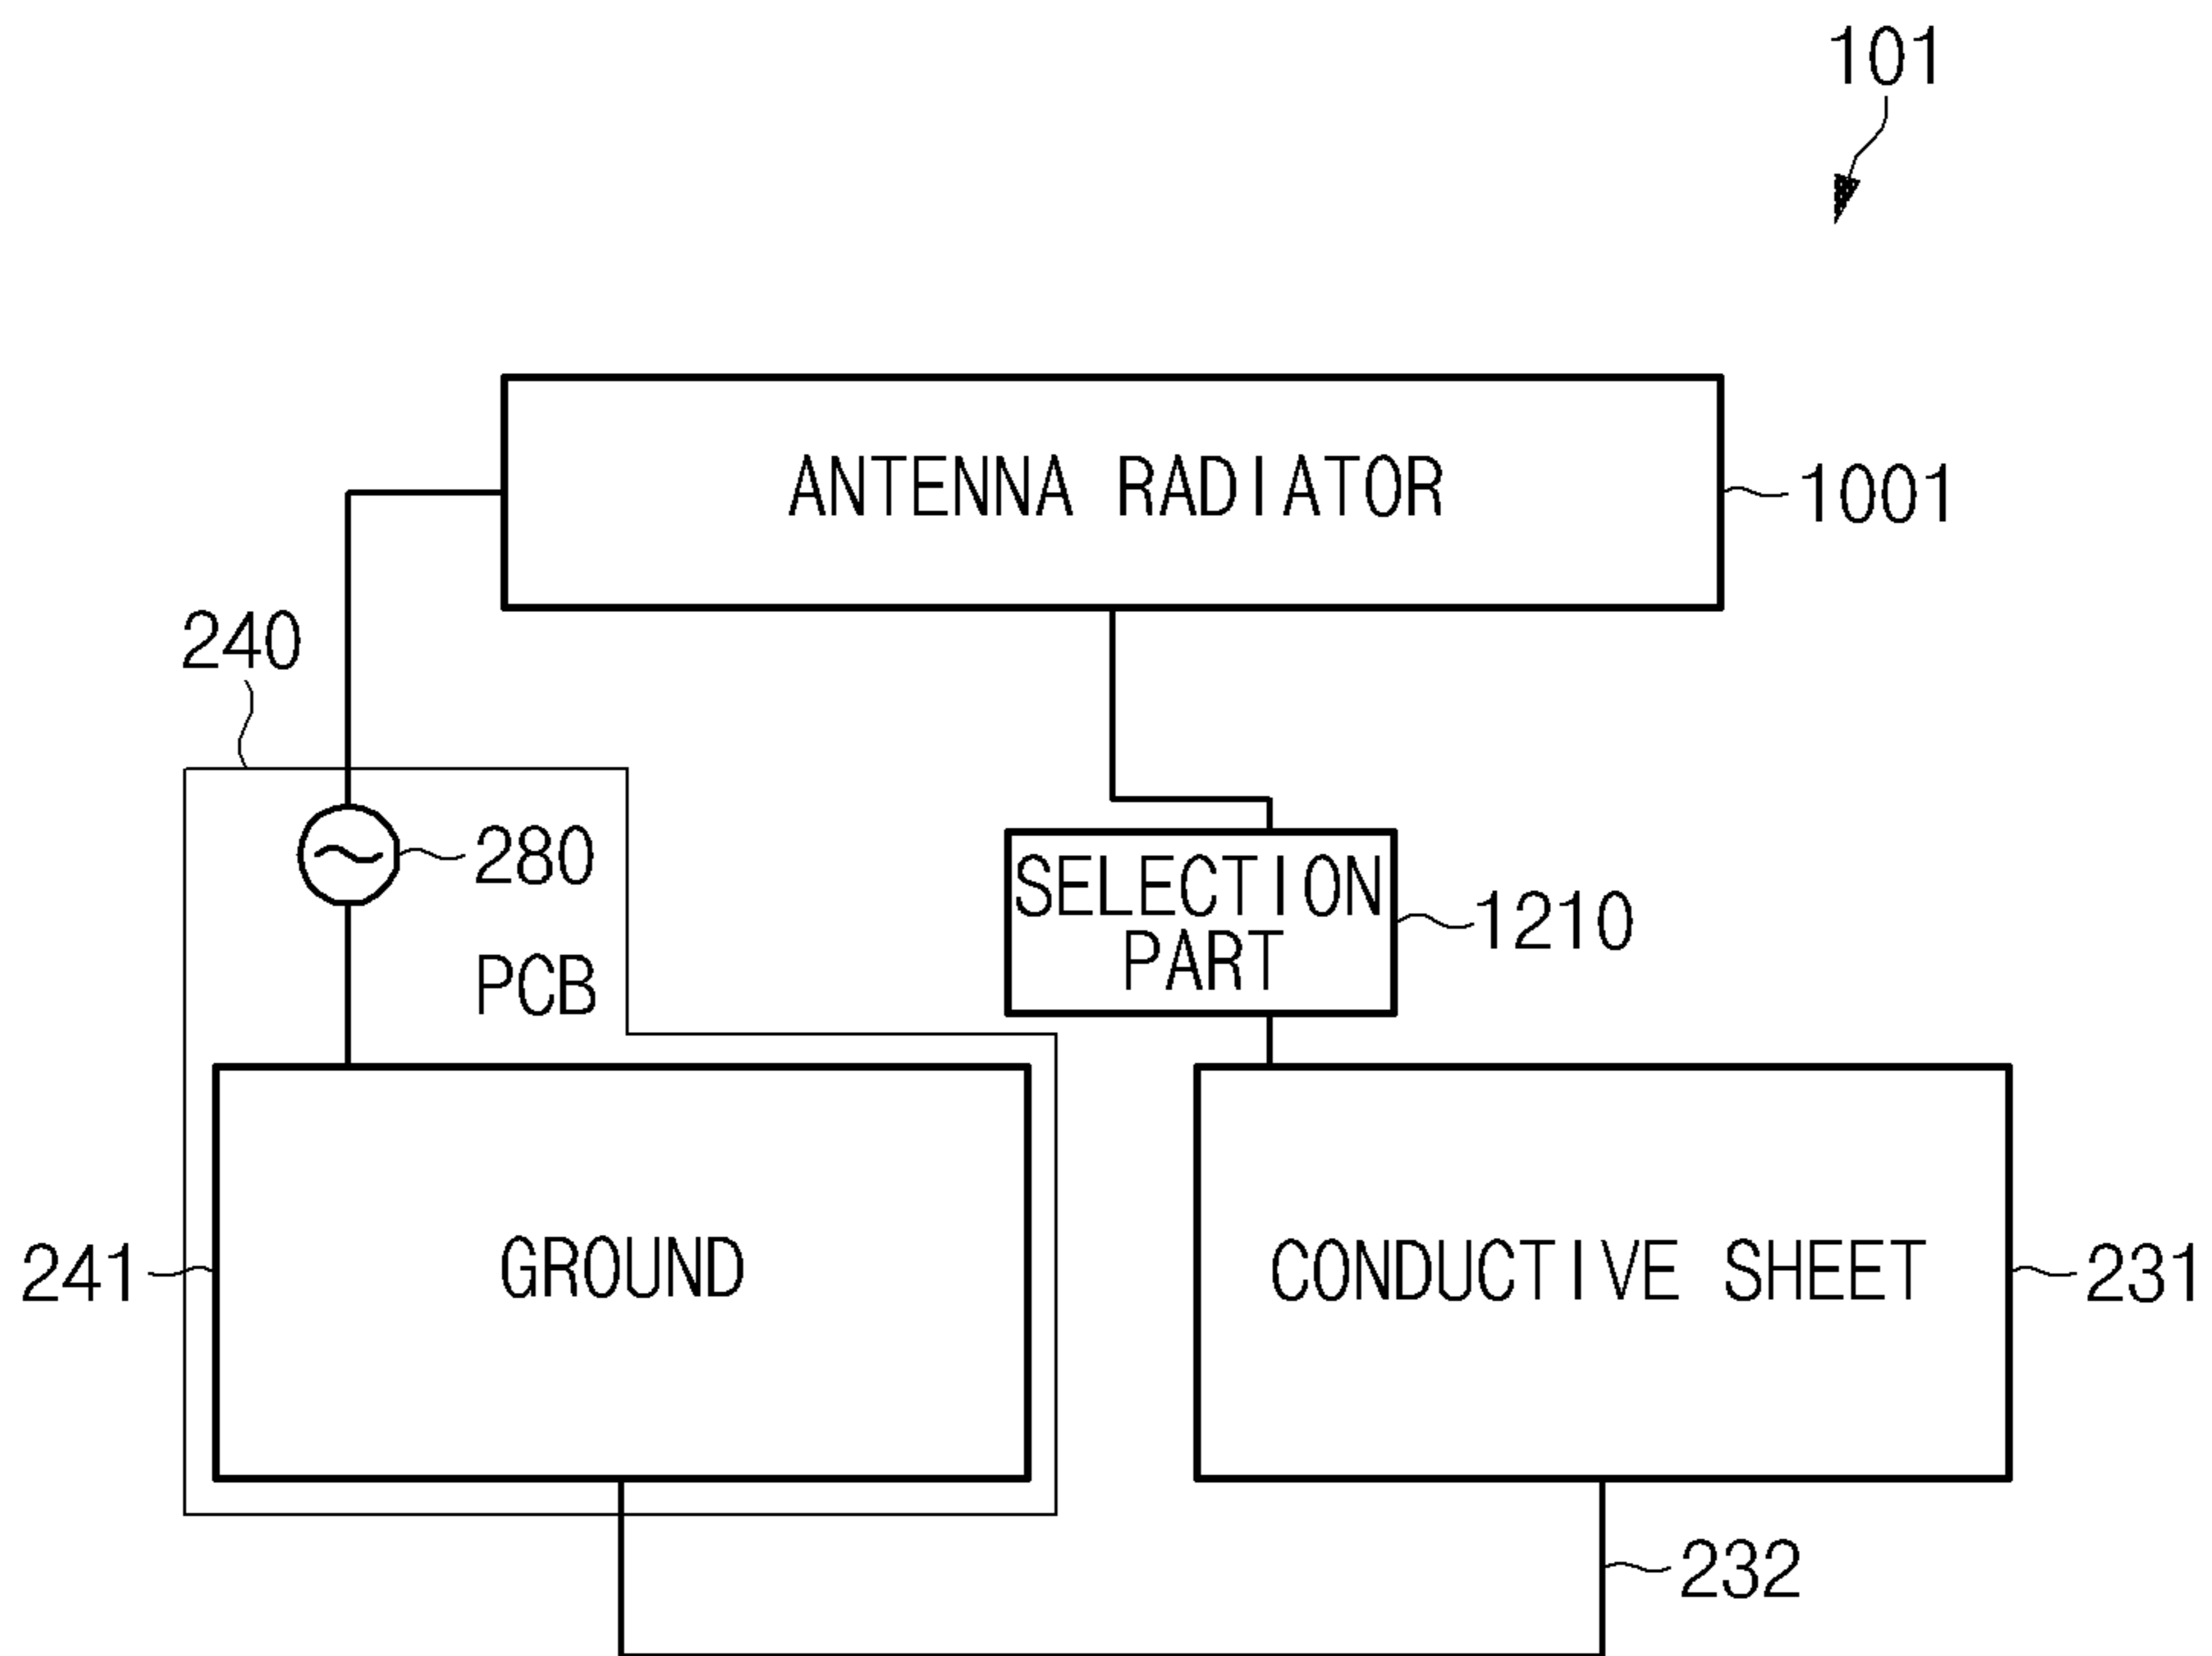 101
ANTENNA RADIATOR
1001
240
280
SELECTION
PART
1210
PCB
241
GROUND
CONDUCTIVE SHEET
231
232